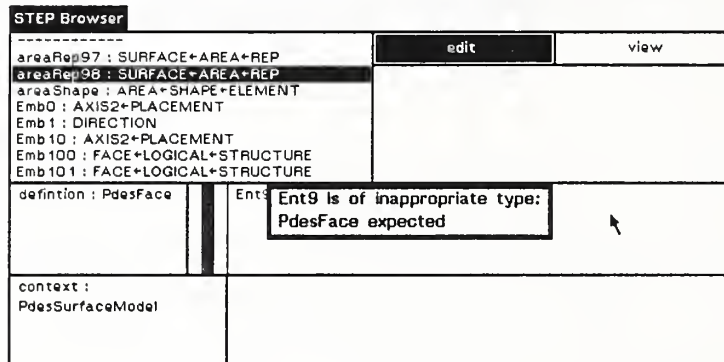 STEP Browser
-------------
areaRep97 : SURFACE←AREA←REP
areaRep98 : SURFACE←AREA←REP
areaShape : AREA←SHAPE←ELEMENT
Emb0 : AXIS2←PLACEMENT
Emb1 : DIRECTION
Emb10 : AXIS2←PLACEMENT
Emb100 : FACE←LOGICAL←STRUCTURE
Emb101 : FACE←LOGICAL←STRUCTURE
edit
view
defintion : PdesFace
Ent9
Ent9 is of inappropriate type:
PdesFace expected
context :
PdesSurfaceModel